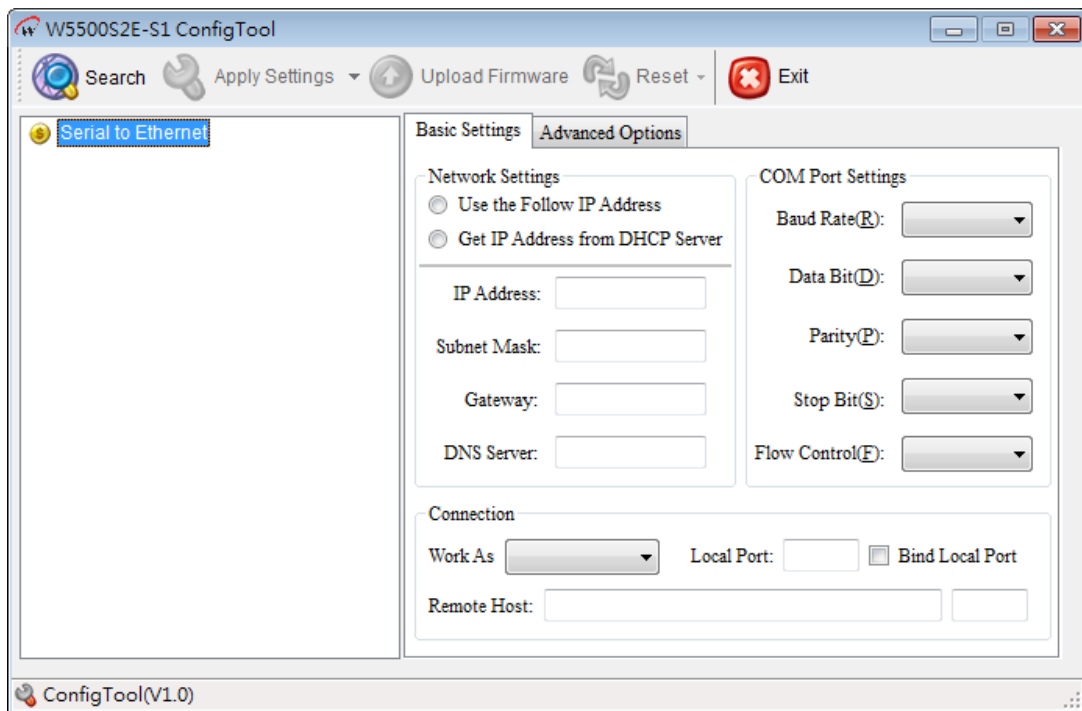 W5500S2E-S1 ConfigTool
Search Apply Settings Upload Firmware Reset Exit
Serial to Ethernet
Basic Settings Advanced Options
Network Settings
Use the Follow IP Address
Get IP Address from DHCP Server
IP Address:
Subnet Mask:
Gateway:
DNS Server:
COM Port Settings
Baud Rate(R):
Data Bit(D):
Parity(P):
Stop Bit(S):
Flow Control(F):
Connection
Work As Local Port: Bind Local Port
Remote Host:
ConfigTool(V1.0)